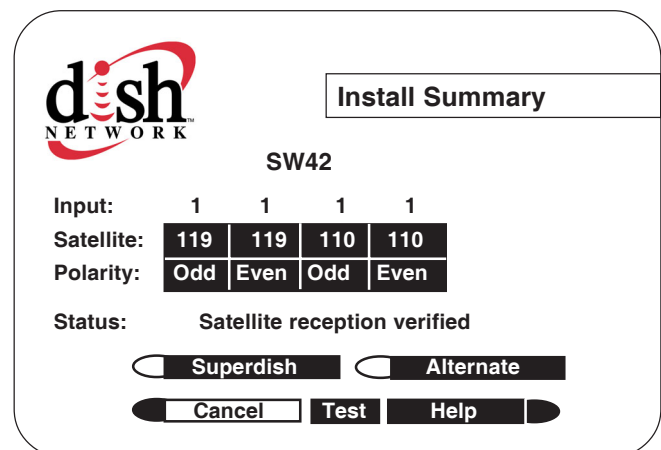 dish
NETWORK
Install Summary
SW42
Input: 1 1 1 1
Satellite: 119 119 110 110
Polarity: Odd Even Odd Even
Status: Satellite reception verified
Superdish Alternate
Cancel Test Help